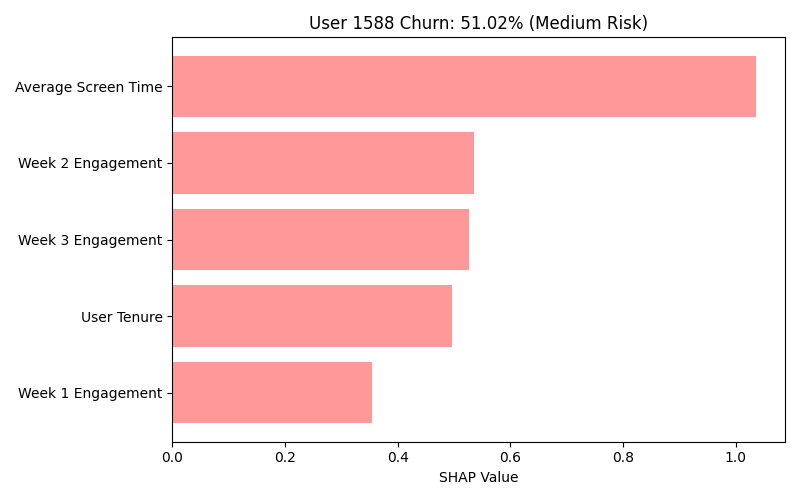 User 1588 Churn: 51.02% (Medium Risk)
Average Screen Time
Week 2 Engagement
Week 3 Engagement
User Tenure
Week 1 Engagement
0.0 0.2 0.4 0.6 0.8 1.0
SHAP Value